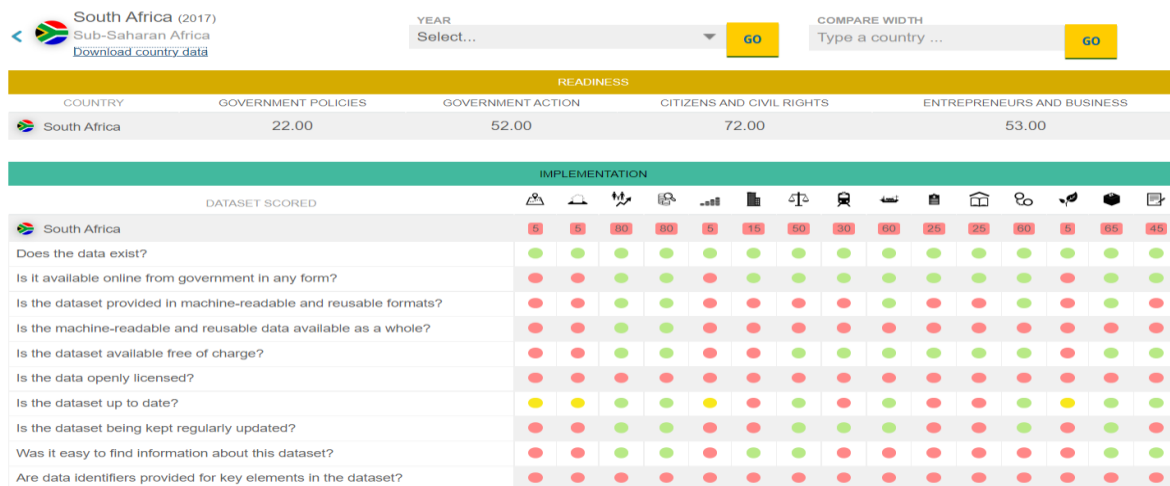 South Africa (2017)
Sub-Saharan Africa
Download country data
YEAR
Select...
GO
COMPARE WIDTH
Type a country ...
GO
READINESS
COUNTRY GOVERNMENT POLICIES GOVERNMENT ACTION CITIZENS AND CIVIL RIGHTS ENTREPRENEURS AND BUSINESS
South Africa 22.00 52.00 72.00 53.00
IMPLEMENTATION
DATASET SCORED
South Africa 5 5 80 80 5 15 50 30 60 25 25 60 5 65 45
Does the data exist?
Is it available online from government in any form?
Is the dataset provided in machine-readable and reusable formats?
Is the machine-readable and reusable data available as a whole?
Is the dataset available free of charge?
Is the data openly licensed?
Is the dataset up to date?
Is the dataset being kept regularly updated?
Was it easy to find information about this dataset?
Are data identifiers provided for key elements in the dataset?